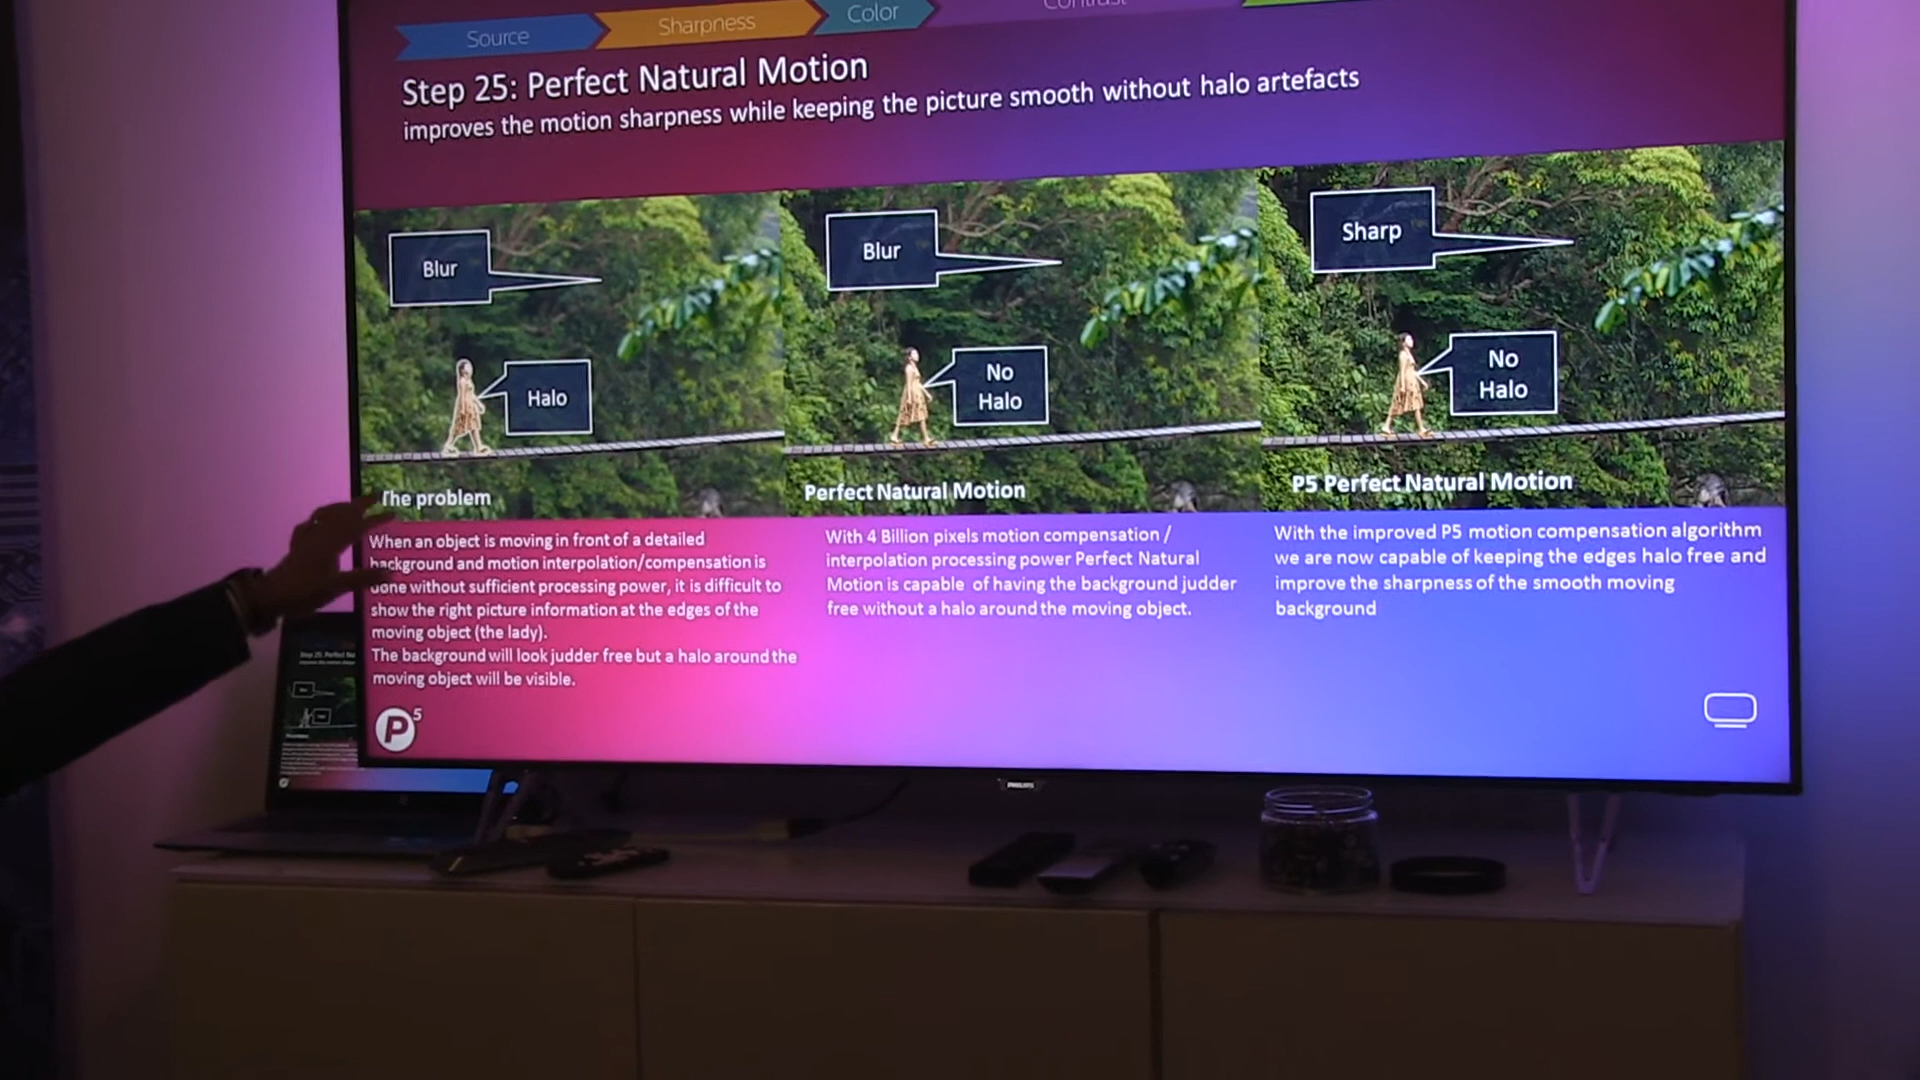 Source
Sharpness
Color
Contrast
Step 25: Perfect Natural Motion
improves the motion sharpness while keeping the picture smooth without halo artefacts
Blur
Halo
The problem
When an object is moving in front of a detailed
background and motion interpolation/compensation is
done without sufficient processing power, it is difficult to
show the right picture information at the edges of the
moving object (the lady).
The background will look judder free but a halo around the
moving object will be visible.
Blur
No
Halo
Perfect Natural Motion
With 4 Billion pixels motion compensation /
interpolation processing power Perfect Natural
Motion is capable of having the background judder
free without a halo around the moving object.
Sharp
No
Halo
P5 Perfect Natural Motion
With the improved P5 motion compensation algorithm
we are now capable of keeping the edges halo free and
improve the sharpness of the smooth moving
background
P5
PHILIPS
Step 25: Perfect Na